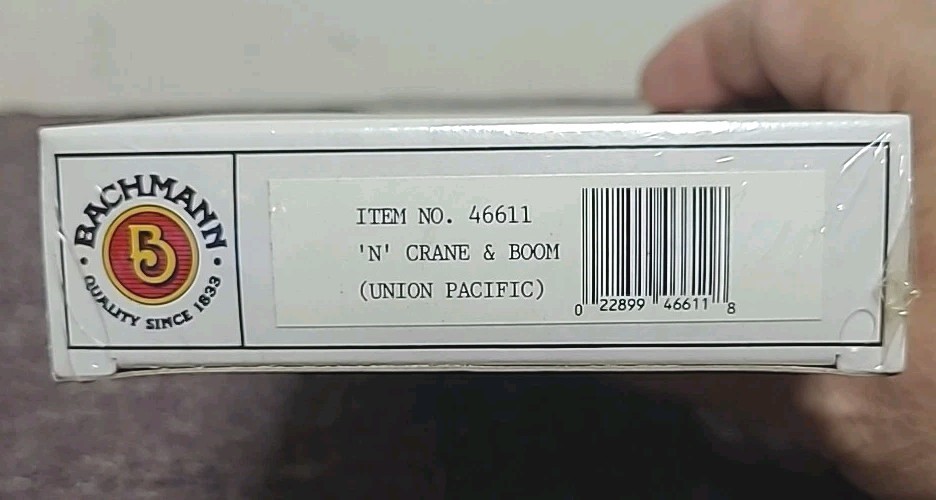 BACHMANN
B
• QUALITY SINCE 1833 •
ITEM NO. 46611
'N' CRANE & BOOM
(UNION PACIFIC)
0 22899 46611 8